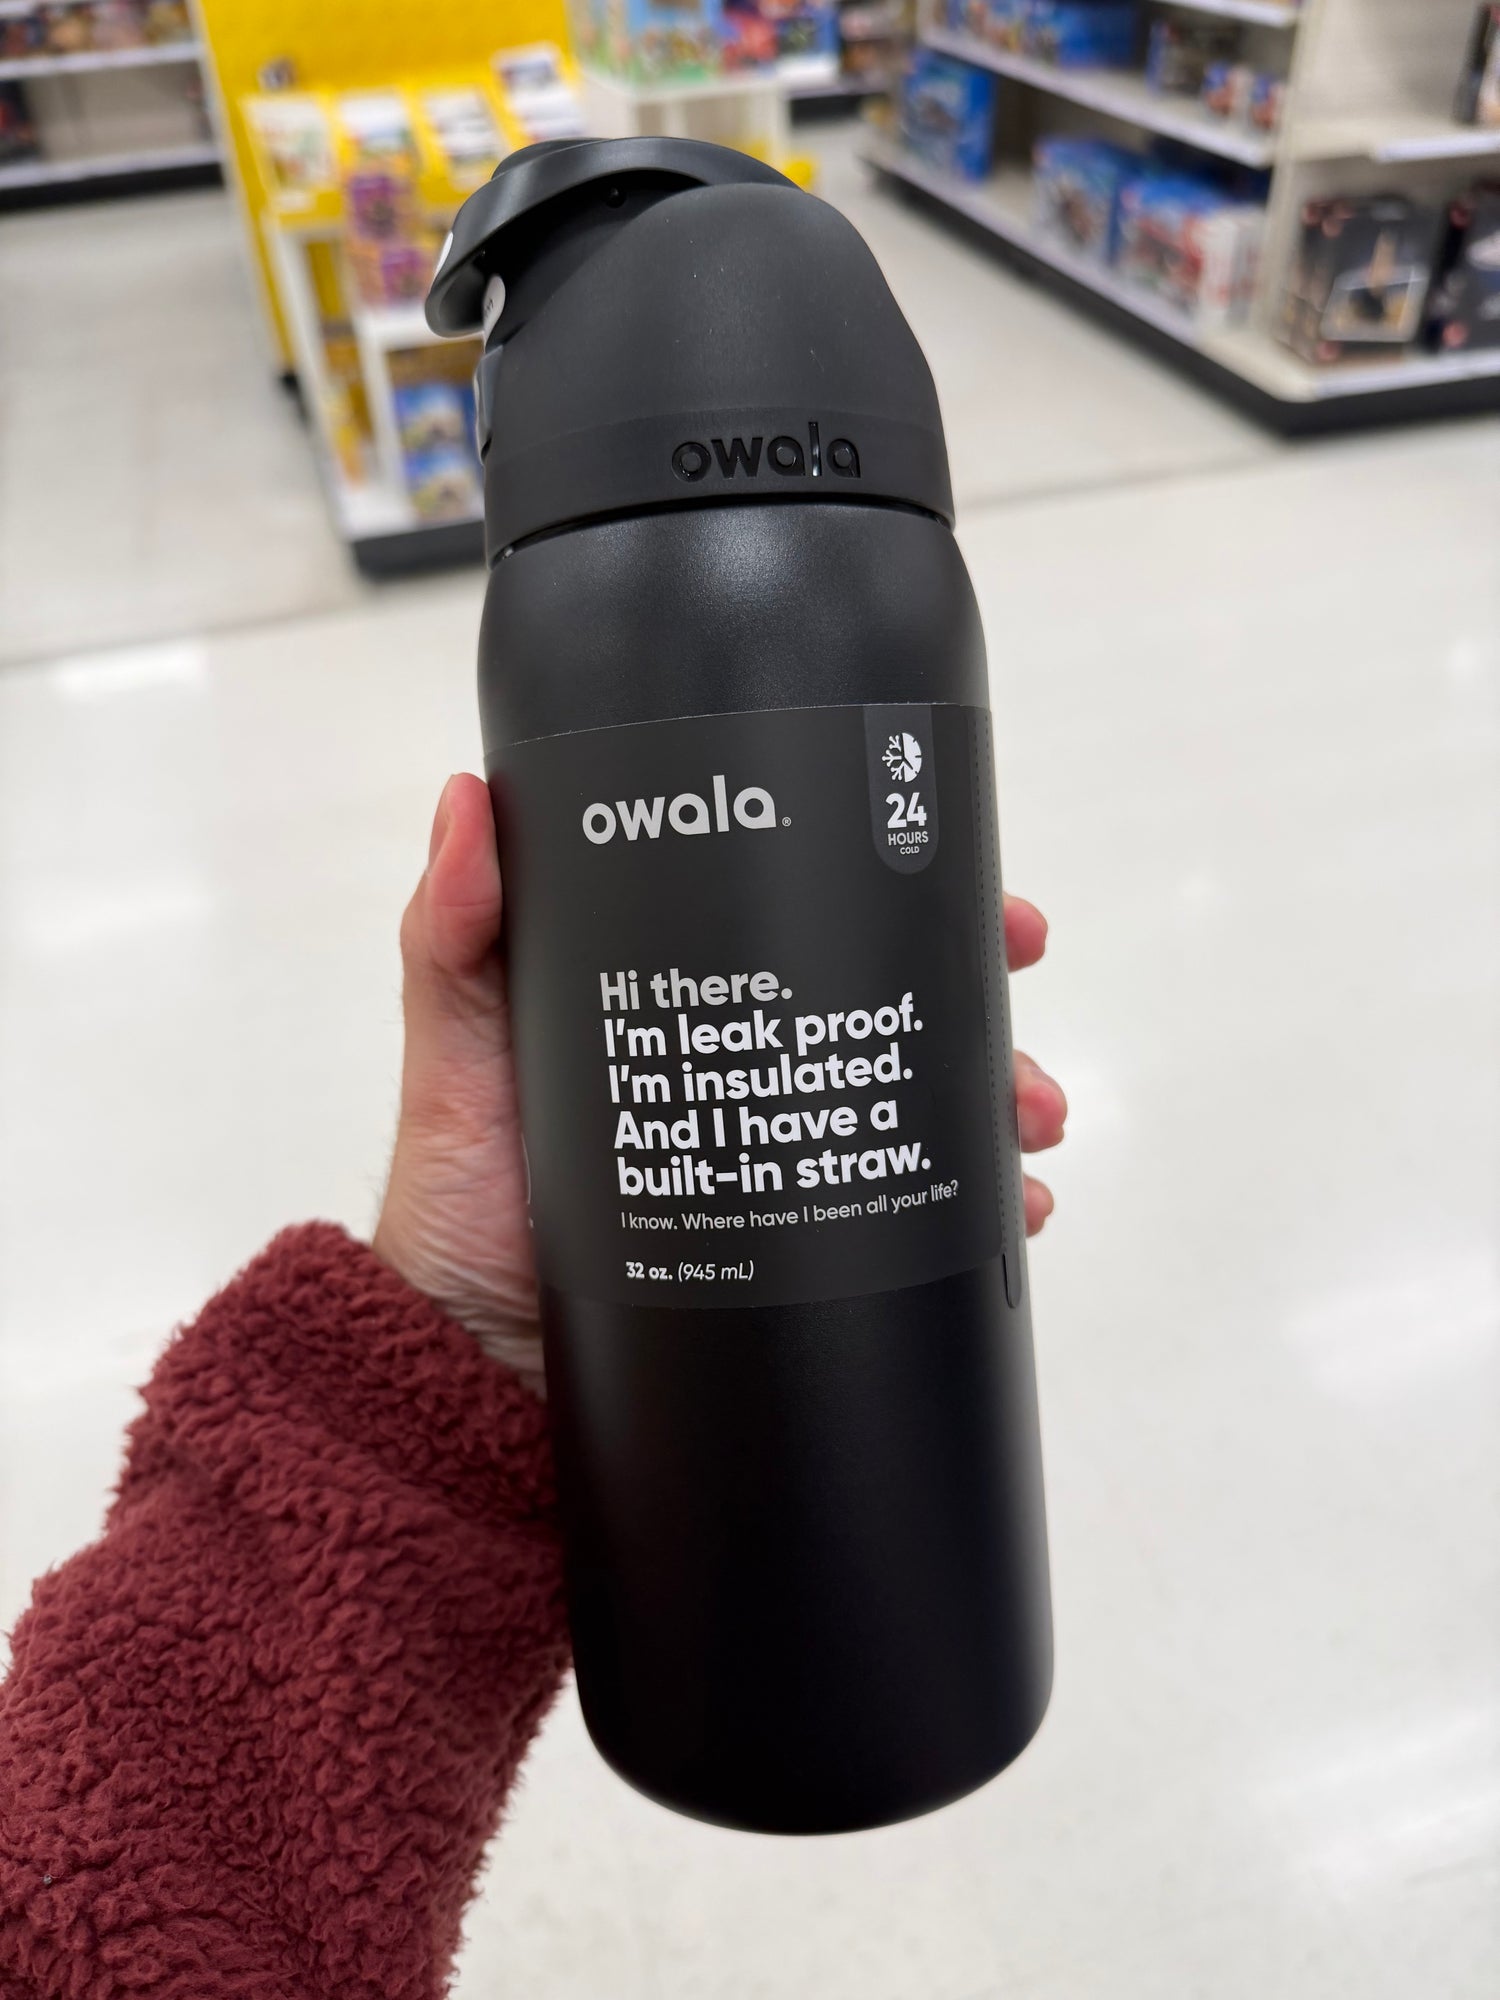 owala
owala®
24
HOURS
COLD
Hi there.
I'm leak proof.
I'm insulated.
And I have a
built-in straw.
I know. Where have I been all your life?
32 oz. (945 mL)